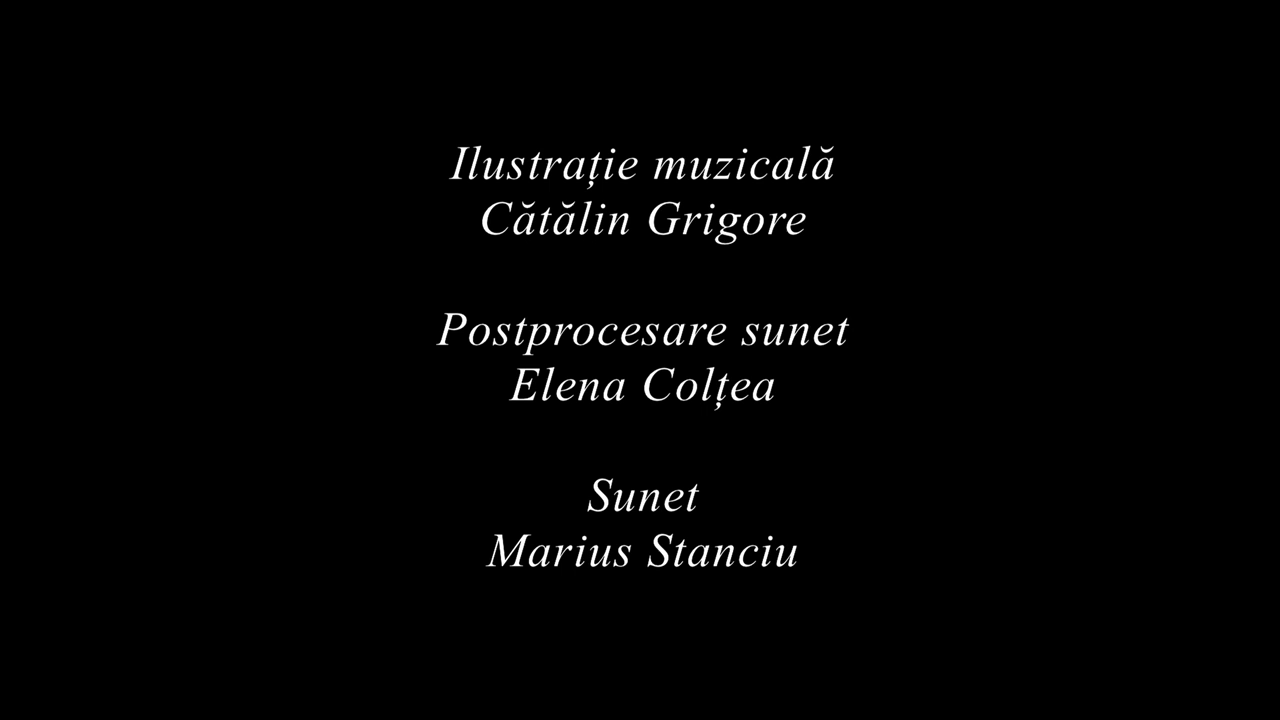 Ilustrație muzicală
Cătălin Grigore
Postprocesare sunet
Elena Colțea
Sunet
Marius Stanciu